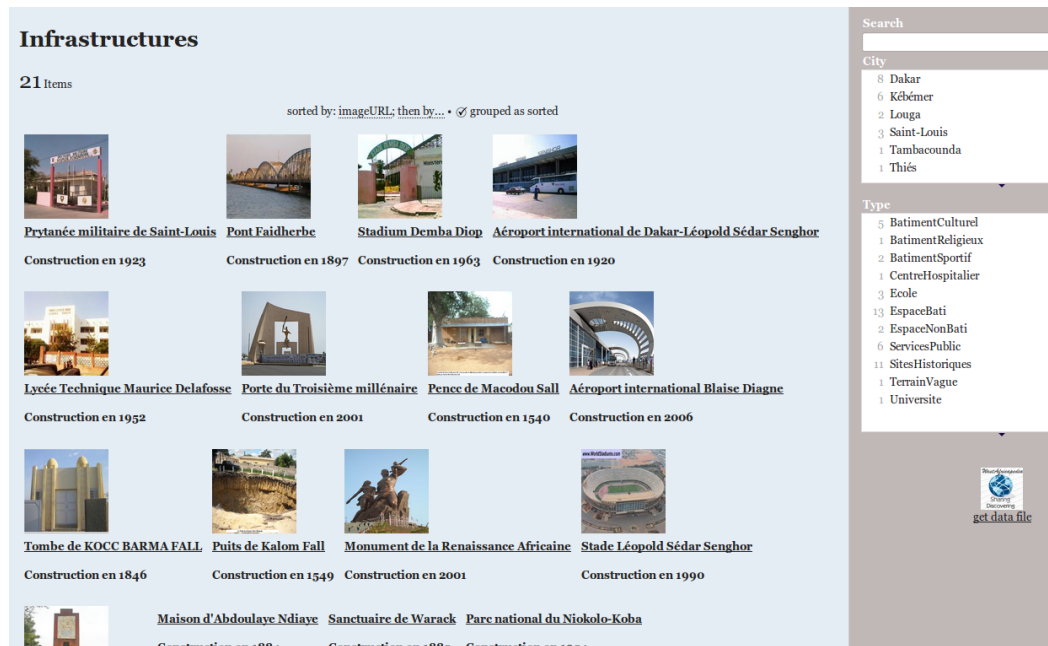 Infrastructures
21 Items
sorted by: imageURL; then by... • grouped as sorted
Prytanée militaire de Saint-Louis Pont Faidherbe Stadium Demba Diop Aéroport international de Dakar-Léopold Sédar Senghor
Construction en 1923 Construction en 1897 Construction en 1963 Construction en 1920
Lycée Technique Maurice Delafosse Porte du Troisième millénaire Pence de Macodou Sall Aéroport international Blaise Diagne
Construction en 1952 Construction en 2001 Construction en 1540 Construction en 2006
www.WorldStadiums.com
Tombe de KOCC BARMA FALL Puits de Kalom Fall Monument de la Renaissance Africaine Stade Léopold Sédar Senghor
Construction en 1846 Construction en 1549 Construction en 2001 Construction en 1990
Maison d'Abdoulaye Ndiaye Sanctuaire de Warack Parc national du Niokolo-Koba
Search
City
8 Dakar
6 Kébémer
2 Louga
3 Saint-Louis
1 Tambacounda
1 Thiés
Type
5 BatimentCulturel
1 BatimentReligieux
2 BatimentSportif
1 CentreHospitalier
3 Ecole
13 EspaceBati
2 EspaceNonBati
6 ServicesPublic
11 SitesHistoriques
1 TerrainVague
1 Universite
WestAfricapedia
Sharing
Discovering
get data file